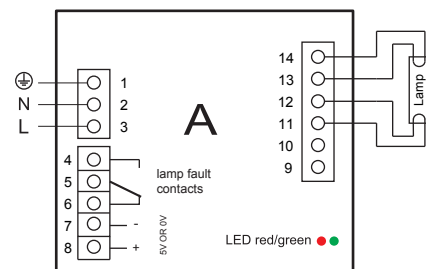 1
N 2
L 3
A
4
5
6
7 -
8 +
lamp fault
contacts
5V OR 0V
14
13
12
11
10
9
Lamp
LED red/green